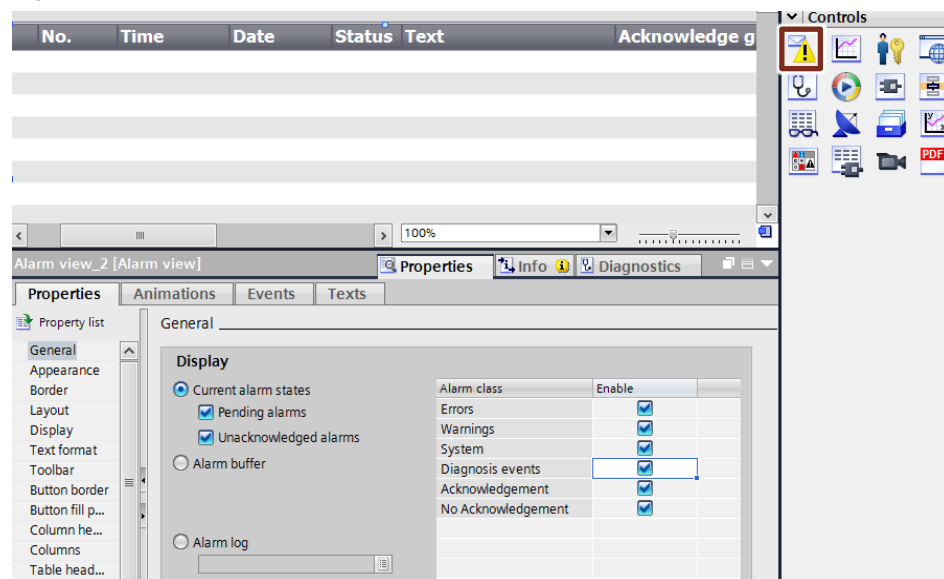 Controls
No. Time Date Status Text Acknowledge g
PDF
100%
Alarm view_2 [Alarm view]
Properties Info Diagnostics
Properties Animations Events Texts
Property list
General
General
Appearance
Border
Layout
Display
Text format
Toolbar
Button border
Button fill p...
Column he...
Columns
Table head...
Display
Current alarm states
Pending alarms
Unacknowledged alarms
Alarm buffer
Alarm log
Alarm class Enable
Errors
Warnings
System
Diagnosis events
Acknowledgement
No Acknowledgement